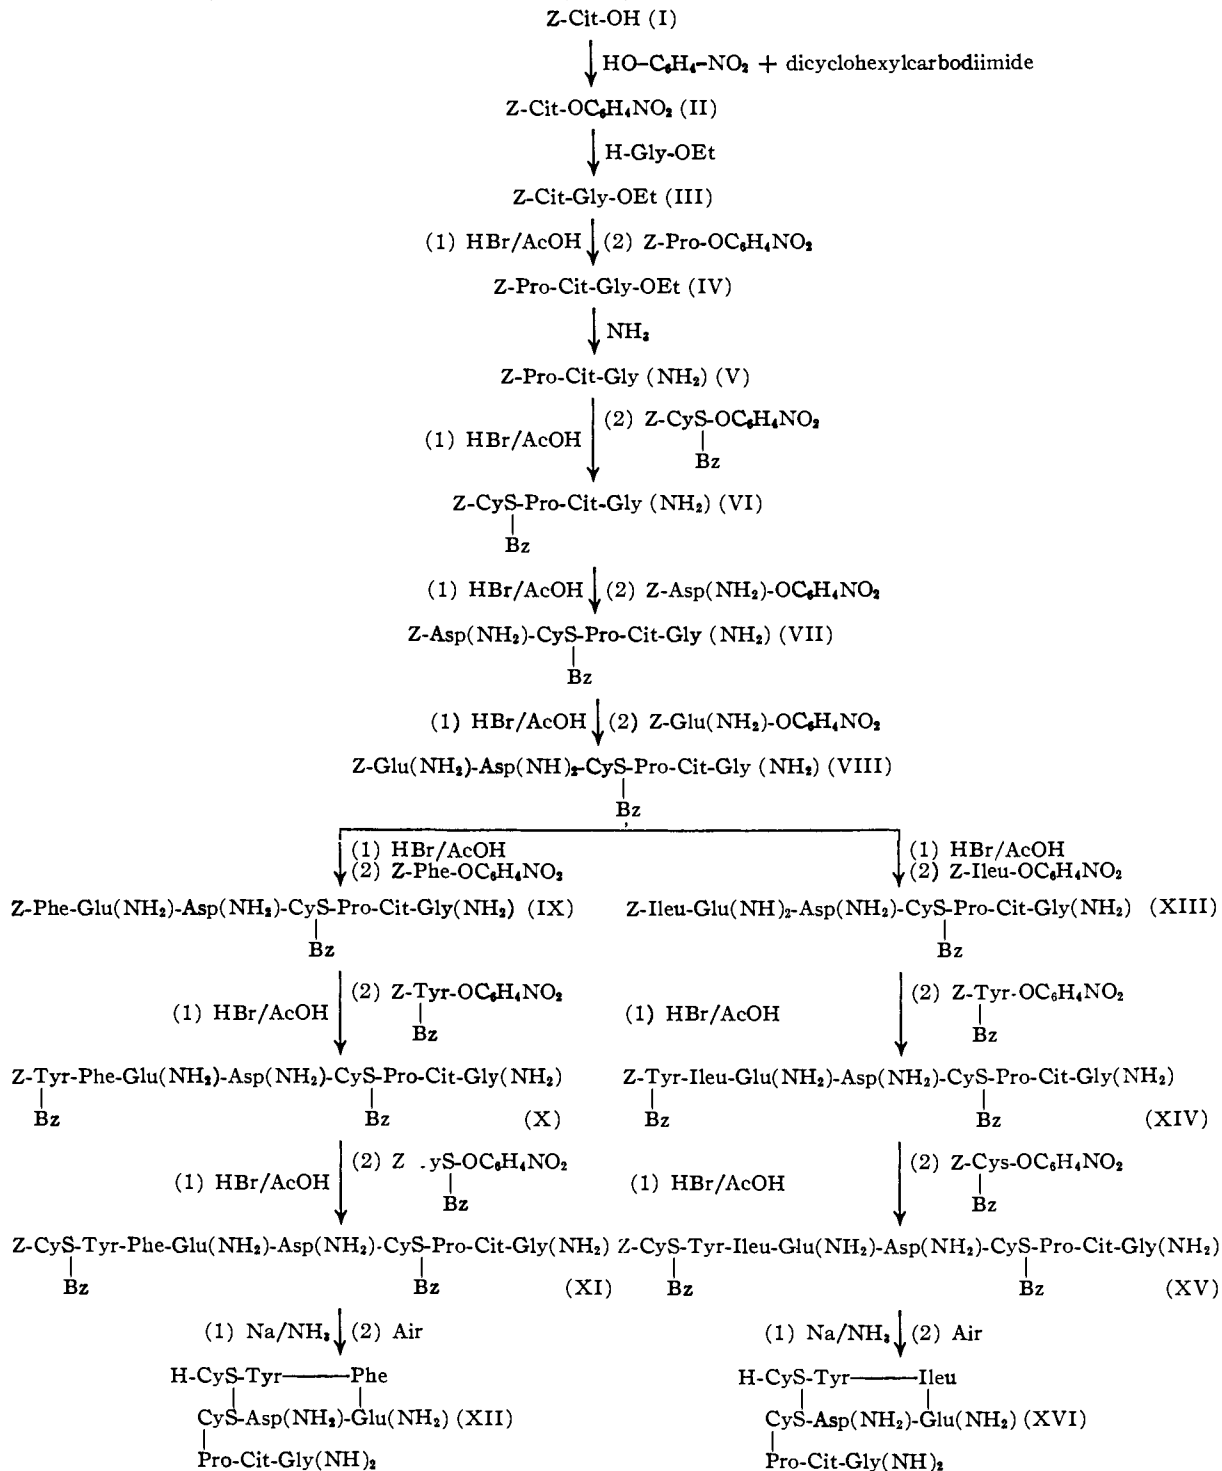 Z-Cit-OH (I)
HO-C₆H₄-NO₂ + dicyclohexylcarbodiimide
Z-Cit-OC₆H₄NO₂ (II)
H-Gly-OEt
Z-Cit-Gly-OEt (III)
(1) HBr/AcOH (2) Z-Pro-OC₆H₄NO₂
Z-Pro-Cit-Gly-OEt (IV)
NH₃
Z-Pro-Cit-Gly (NH₂) (V)
(1) HBr/AcOH (2) Z-CyS-OC₆H₄NO₂
Bz
Z-CyS-Pro-Cit-Gly (NH₂) (VI)
Bz
(1) HBr/AcOH (2) Z-Asp(NH₂)-OC₆H₄NO₂
Z-Asp(NH₂)-CyS-Pro-Cit-Gly (NH₂) (VII)
Bz
(1) HBr/AcOH (2) Z-Glu(NH₂)-OC₆H₄NO₂
Z-Glu(NH₂)-Asp(NH)₂-CyS-Pro-Cit-Gly (NH₂) (VIII)
Bz
(1) HBr/AcOH
(2) Z-Phe-OC₆H₄NO₂
(1) HBr/AcOH
(2) Z-Ileu-OC₆H₄NO₂
Z-Phe-Glu(NH₂)-Asp(NH₂)-CyS-Pro-Cit-Gly(NH₂) (IX)
Bz
Z-Ileu-Glu(NH)₂-Asp(NH₂)-CyS-Pro-Cit-Gly(NH₂) (XIII)
Bz
(1) HBr/AcOH (2) Z-Tyr-OC₆H₄NO₂
Bz
(1) HBr/AcOH (2) Z-Tyr-OC₆H₄NO₂
Bz
Z-Tyr-Phe-Glu(NH₂)-Asp(NH₂)-CyS-Pro-Cit-Gly(NH₂)
Bz Bz (X)
Z-Tyr-Ileu-Glu(NH₂)-Asp(NH₂)-CyS-Pro-Cit-Gly(NH₂)
Bz Bz (XIV)
(1) HBr/AcOH (2) Z .yS-OC₆H₄NO₂
Bz
(1) HBr/AcOH (2) Z-Cys-OC₆H₄NO₂
Bz
Z-CyS-Tyr-Phe-Glu(NH₂)-Asp(NH₂)-CyS-Pro-Cit-Gly(NH₂)
Bz Bz (XI)
Z-CyS-Tyr-Ileu-Glu(NH₂)-Asp(NH₂)-CyS-Pro-Cit-Gly(NH₂)
Bz Bz (XV)
(1) Na/NH₃ (2) Air
(1) Na/NH₃ (2) Air
H-CyS-Tyr——Phe
CyS-Asp(NH₂)-Glu(NH₂) (XII)
Pro-Cit-Gly(NH)₂
H-CyS-Tyr——Ileu
CyS-Asp(NH₂)-Glu(NH₂) (XVI)
Pro-Cit-Gly(NH)₂